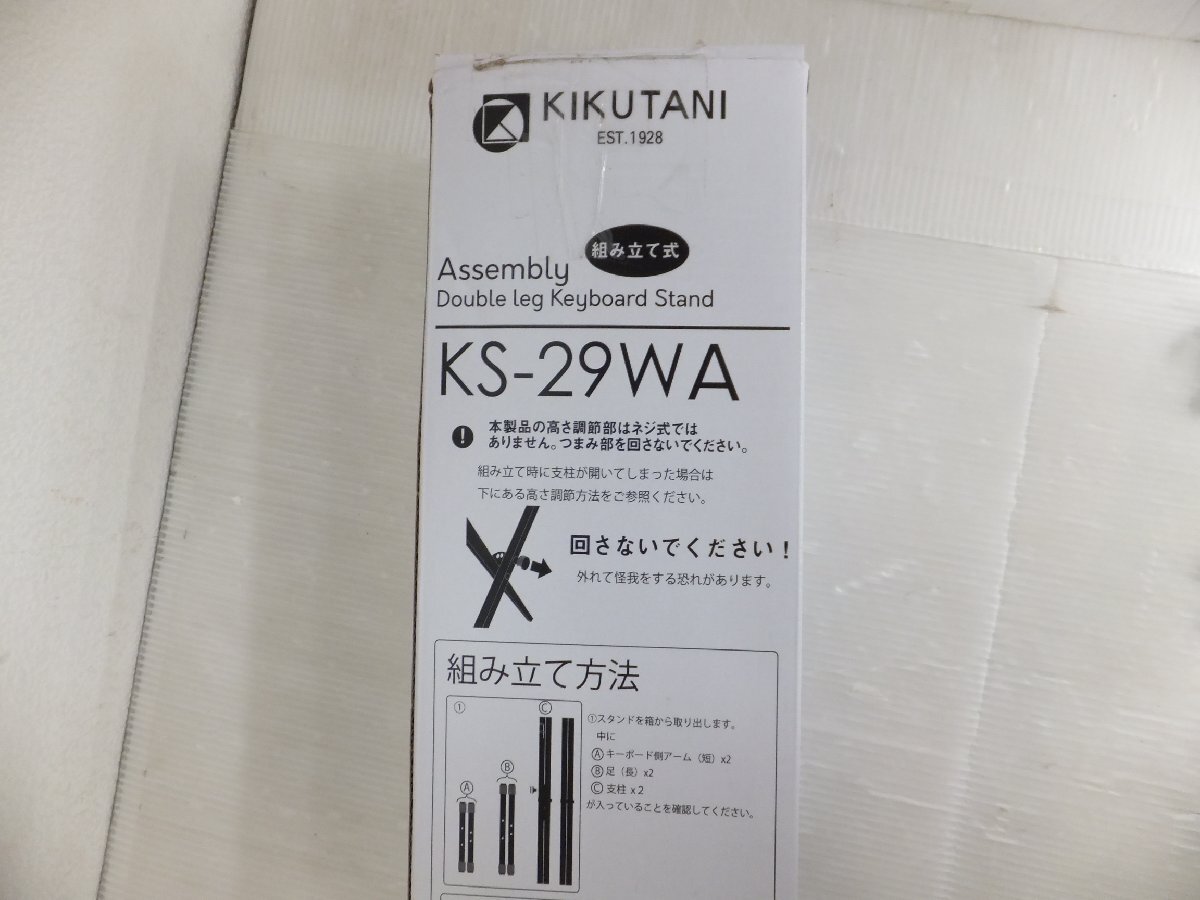 KIKUTANI
EST.1928
組み立て式
Assembly
Double leg Keyboard Stand
KS-29WA
! 本製品の高さ調節部はネジ式では
ありません。つまみ部を回さないでください。
組み立て時に支柱が開いてしまった場合は
下にある高さ調節方法をご参照ください。
回さないでください!
外れて怪我をする恐れがあります。
組み立て方法
①
Ⓒ
Ⓑ
Ⓐ
①スタンドを箱から取り出します。
中に
Ⓐキーボード側アーム（短）x2
Ⓑ足（長）x2
Ⓒ支柱 x 2
が入っていることを確認してください。